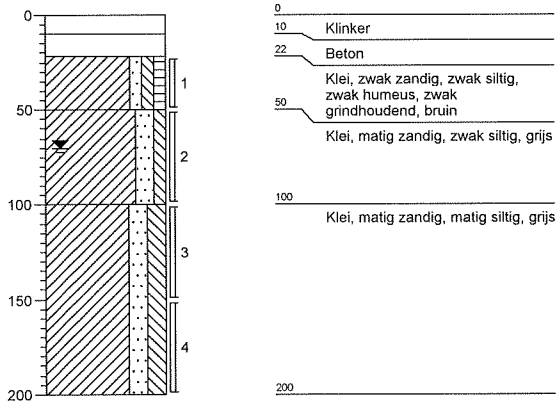 0
50
100
150
200
1
2
3
4
0
10
Klinker
22
Beton
Klei, zwak zandig, zwak siltig,
zwak humeus, zwak
grindhoudend, bruin
50
Klei, matig zandig, zwak siltig, grijs
100
Klei, matig zandig, matig siltig, grijs
200